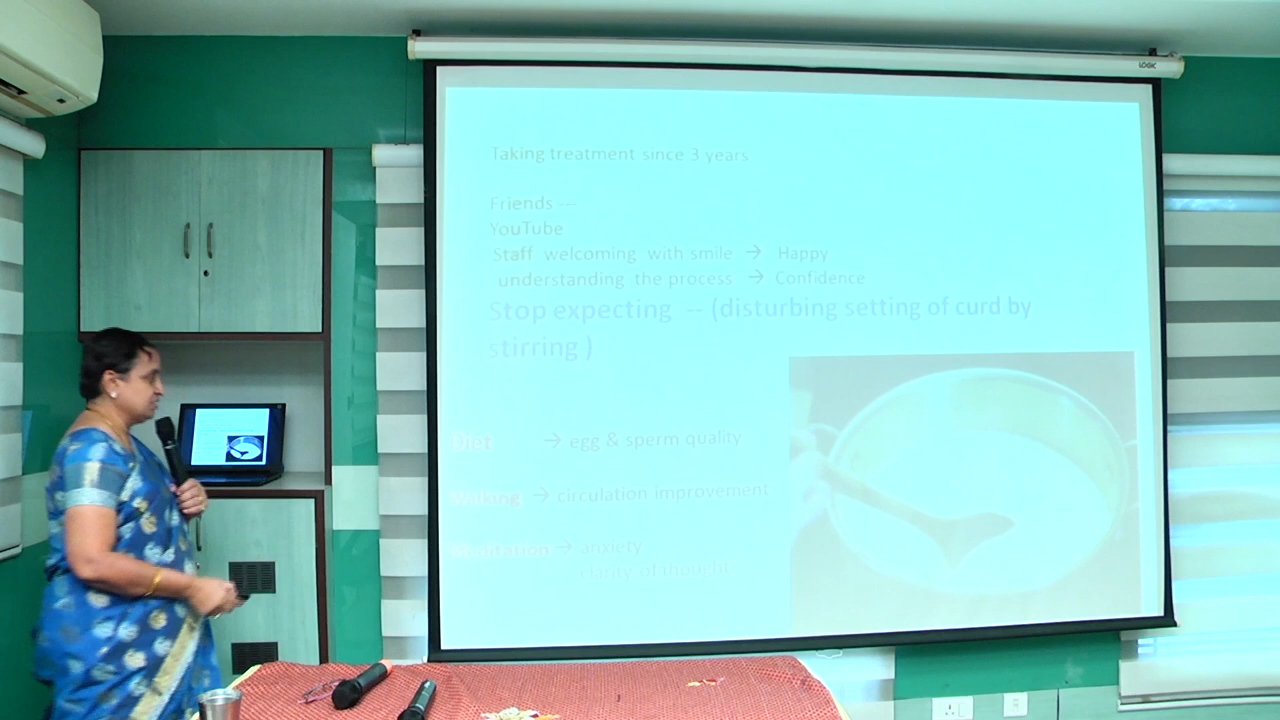 LOGIC
Taking treatment since 3 years
Friends ---
YouTube
Staff welcoming with smile → Happy
understanding the process → Confidence
Stop expecting -- (disturbing setting of curd by
stirring )
Diet → egg & sperm quality
Walking → circulation improvement
Meditation → anxiety
clarity of thought